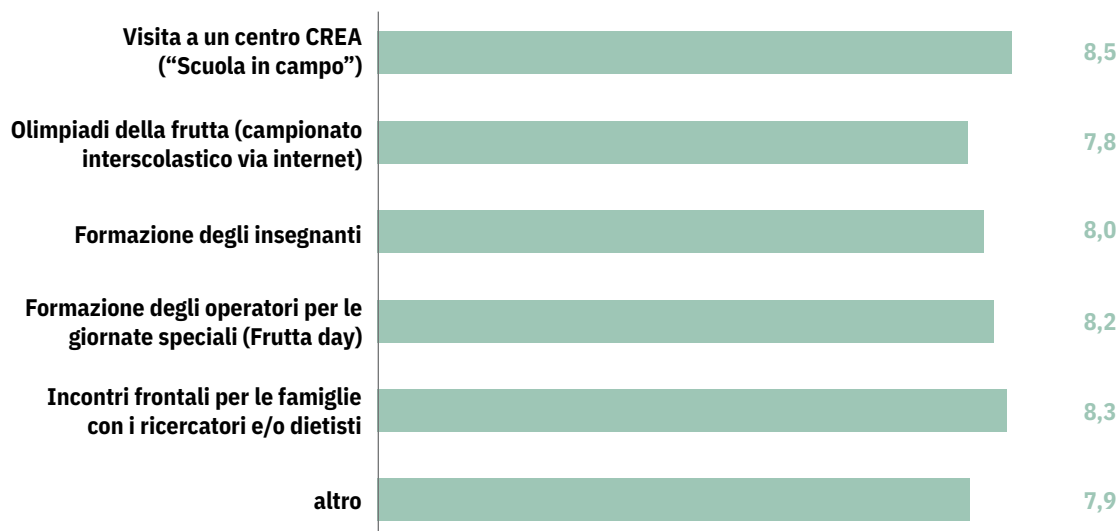 Visita a un centro CREA
(“Scuola in campo”)
8,5
Olimpiadi della frutta (campionato
interscolastico via internet)
7,8
Formazione degli insegnanti
8,0
Formazione degli operatori per le
giornate speciali (Frutta day)
8,2
Incontri frontali per le famiglie
con i ricercatori e/o dietisti
8,3
altro
7,9